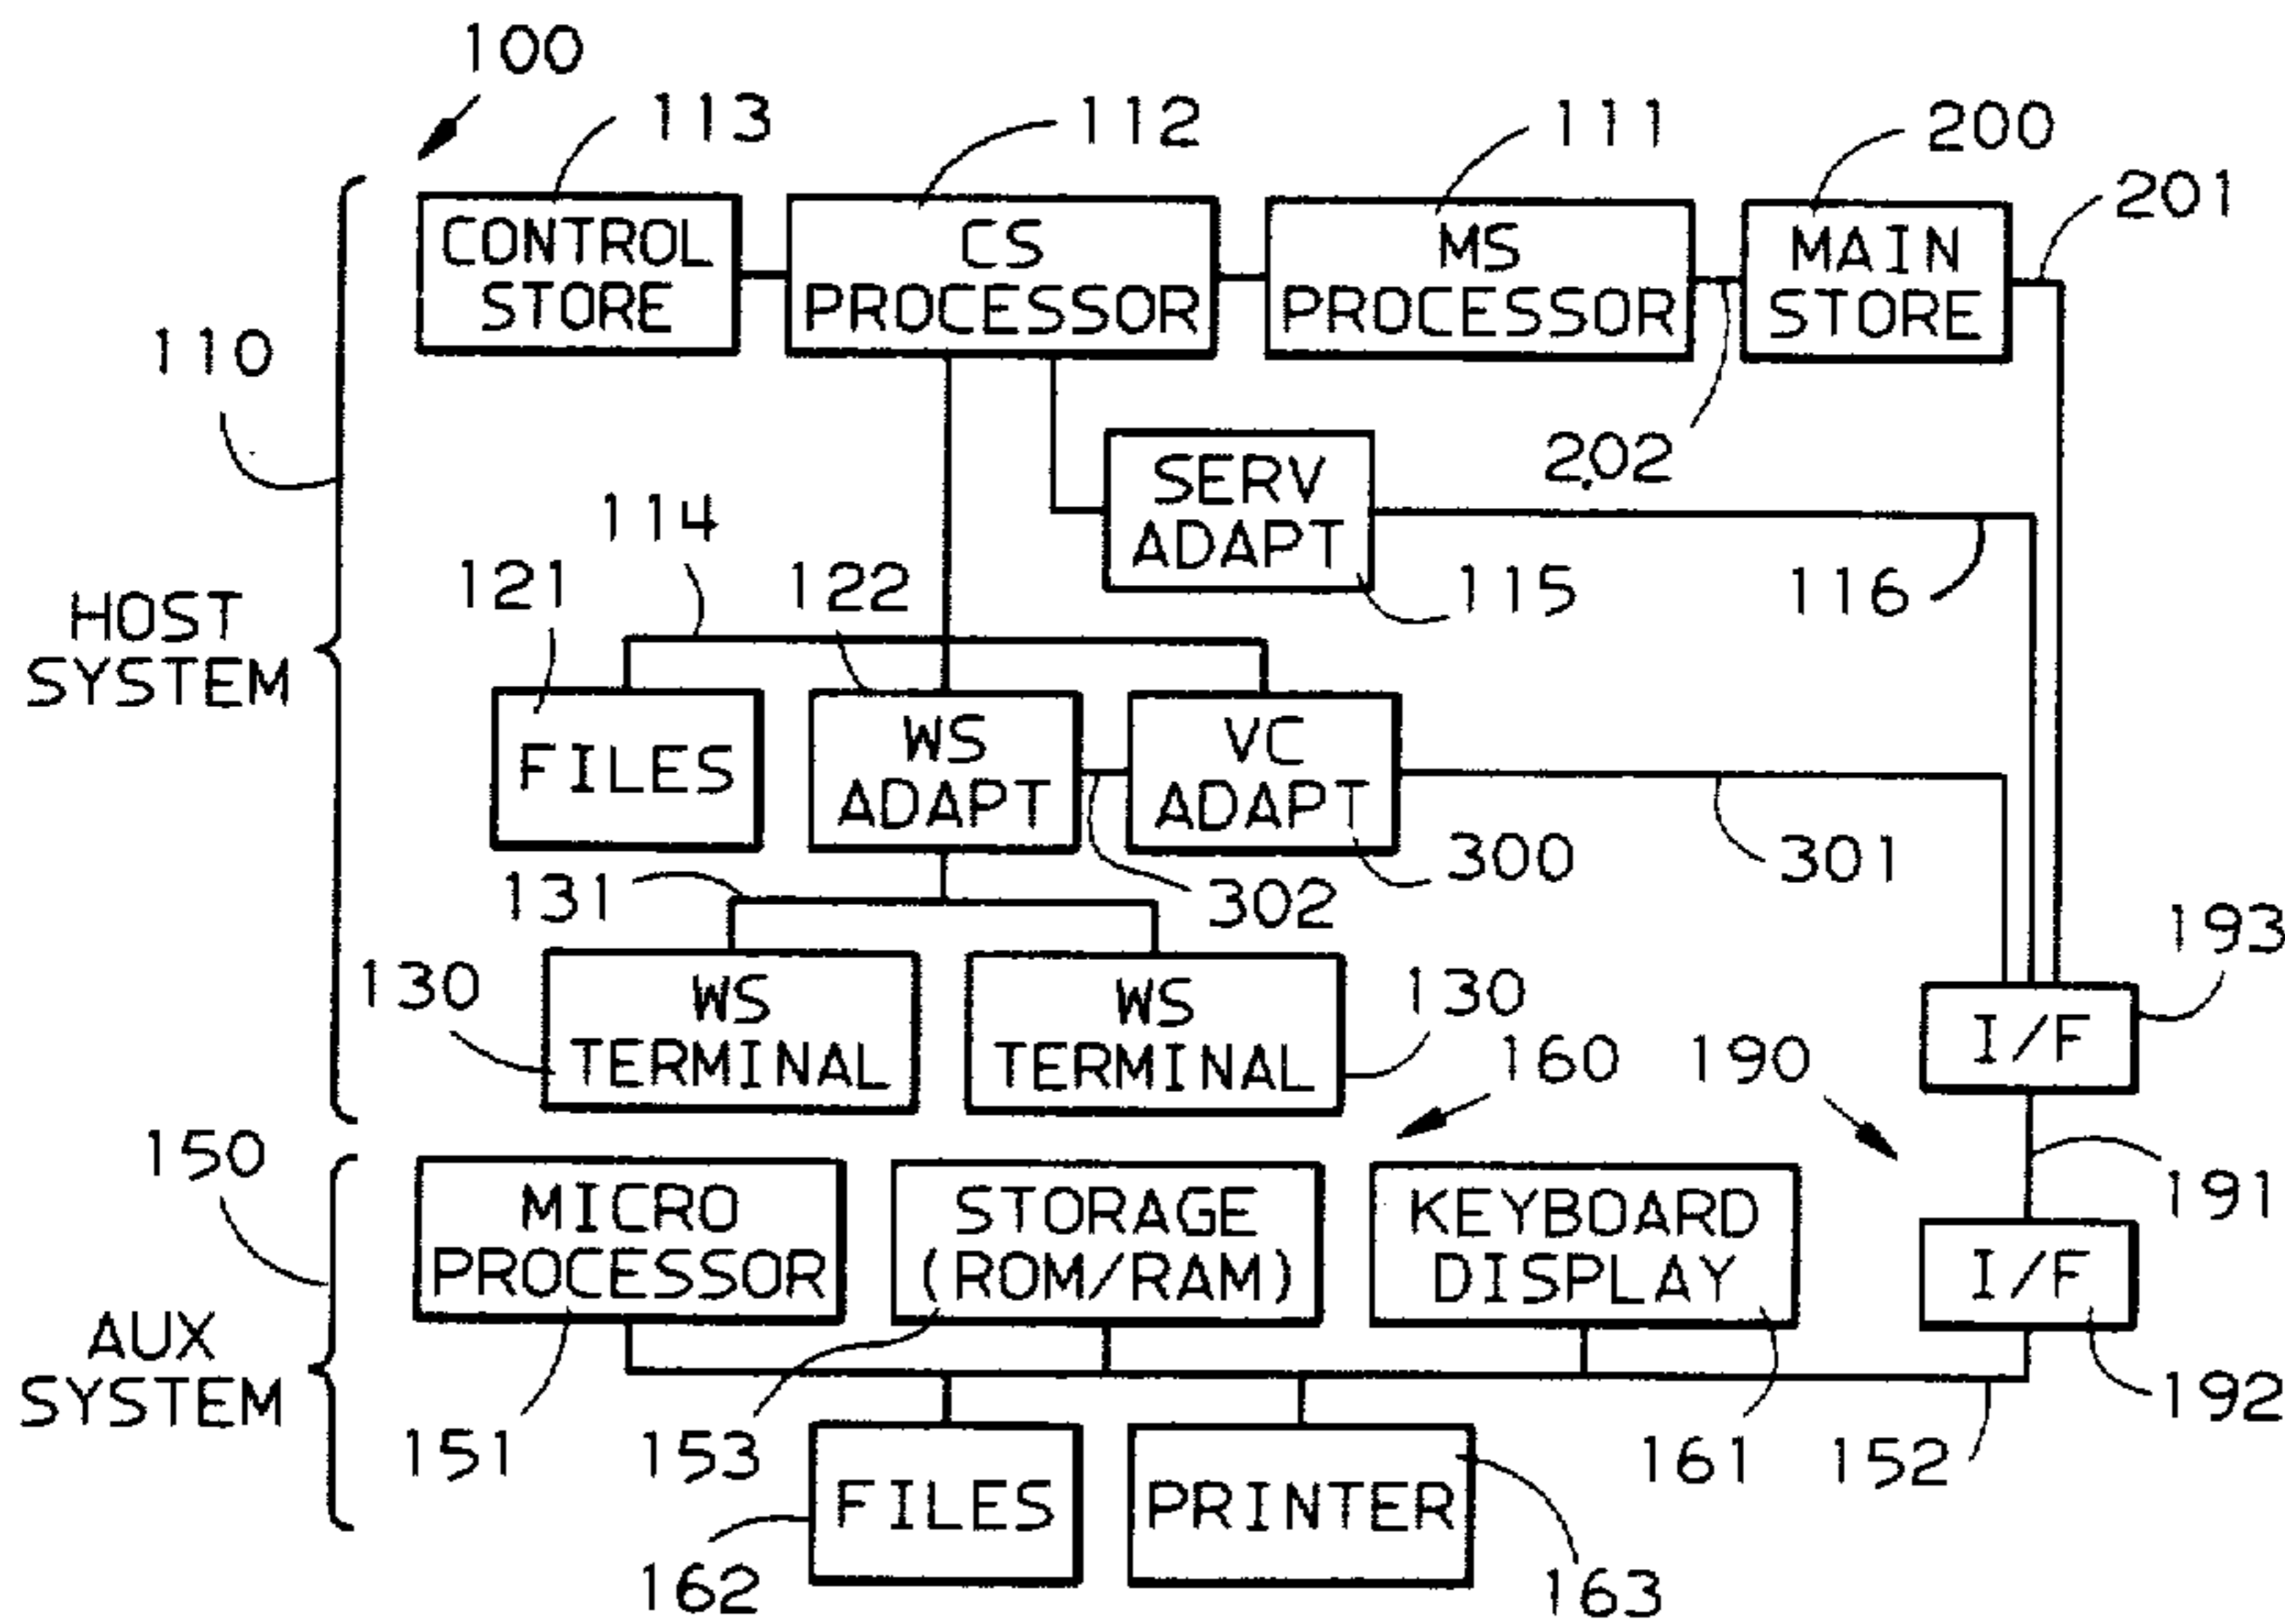 100
113
112
111
200
201
CONTROL
STORE
CS
PROCESSOR
MS
PROCESSOR
MAIN
STORE
110
202
SERV
ADAPT
114
121
122
115
116
HOST
SYSTEM
FILES
WS
ADAPT
VC
ADAPT
300
301
131
302
193
130
WS
TERMINAL
WS
TERMINAL
130
160
190
I/F
150
191
MICRO
PROCESSOR
STORAGE
(ROM/RAM)
KEYBOARD
DISPLAY
I/F
AUX
SYSTEM
192
151
153
161
152
FILES
PRINTER
162
163